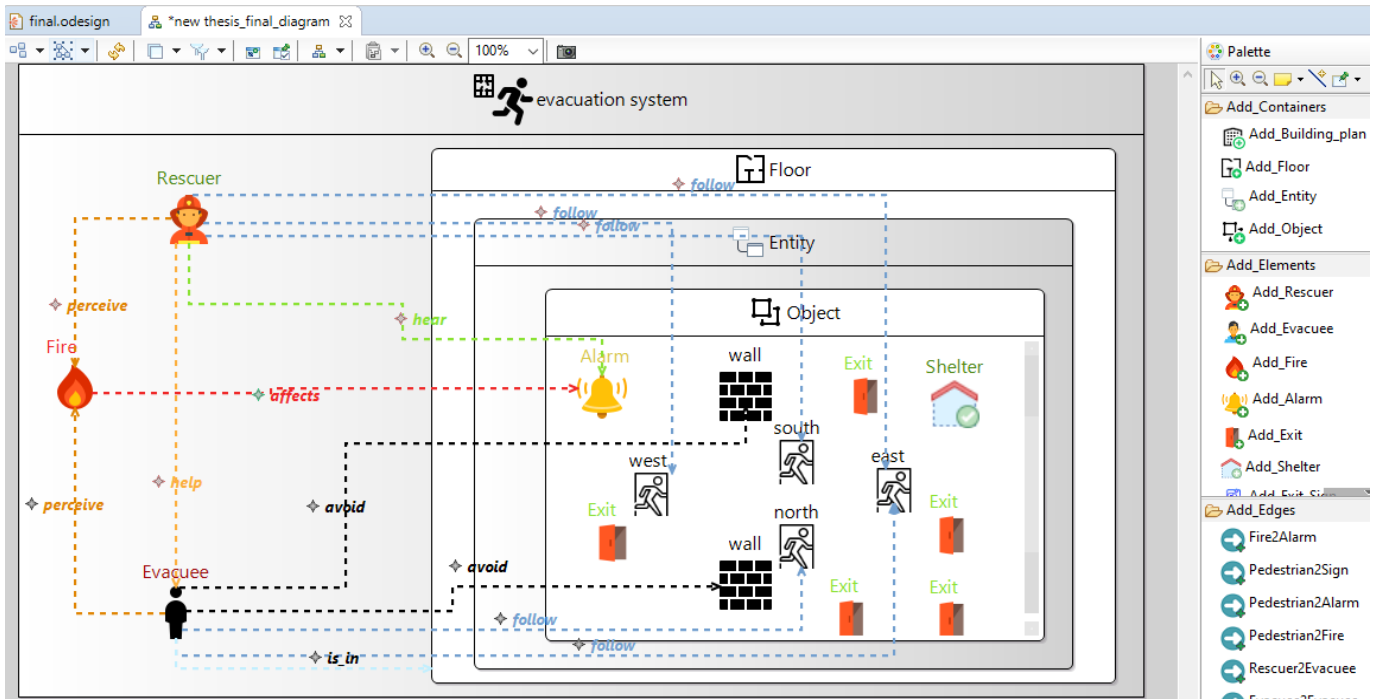 final.odesign
*new thesis_final_diagram
100%
Palette
evacuation system
Add_Containers
Add_Building_plan
Add_Floor
Add_Entity
Add_Object
Add_Elements
Add_Rescuer
Add_Evacuee
Add_Fire
Add_Alarm
Add_Exit
Add_Shelter
Add_Edges
Fire2Alarm
Pedestrian2Sign
Pedestrian2Alarm
Pedestrian2Fire
Rescuer2Evacuee
Floor
Rescuer
follow
follow
follow
Entity
perceive
hear
Object
Fire
Alarm
wall
Exit
Shelter
affects
south
west
east
help
perceive
avoid
Exit
north
Exit
wall
Evacuee
avoid
Exit
Exit
follow
follow
is_in